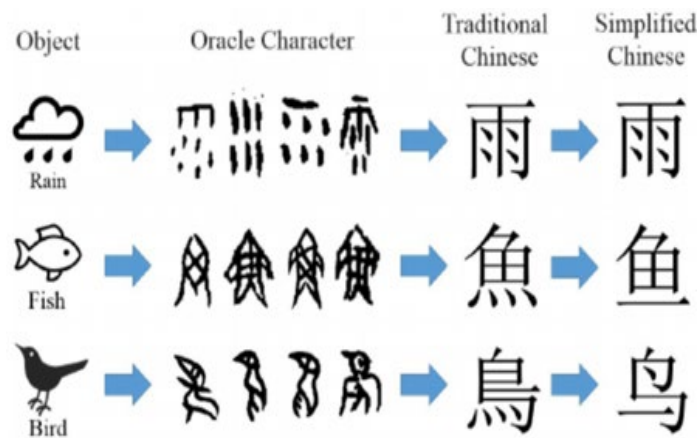 Object Oracle Character Traditional Chinese Simplified Chinese
Rain 雨 雨
Fish 魚 鱼
Bird 鳥 鸟